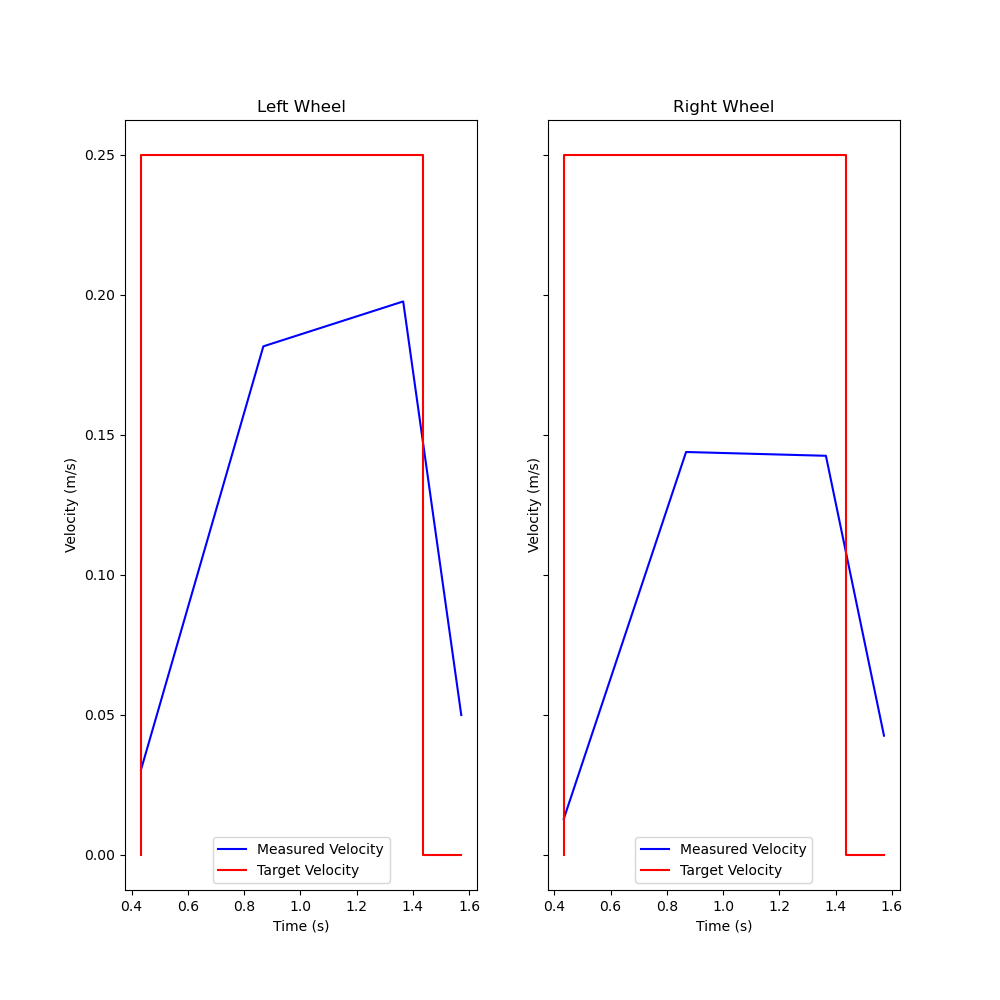 Left Wheel
Velocity (m/s)
0.25
0.20
0.15
0.10
0.05
0.00
Measured Velocity
Target Velocity
0.4 0.6 0.8 1.0 1.2 1.4 1.6
Time (s)
Right Wheel
Velocity (m/s)
Measured Velocity
Target Velocity
0.4 0.6 0.8 1.0 1.2 1.4 1.6
Time (s)